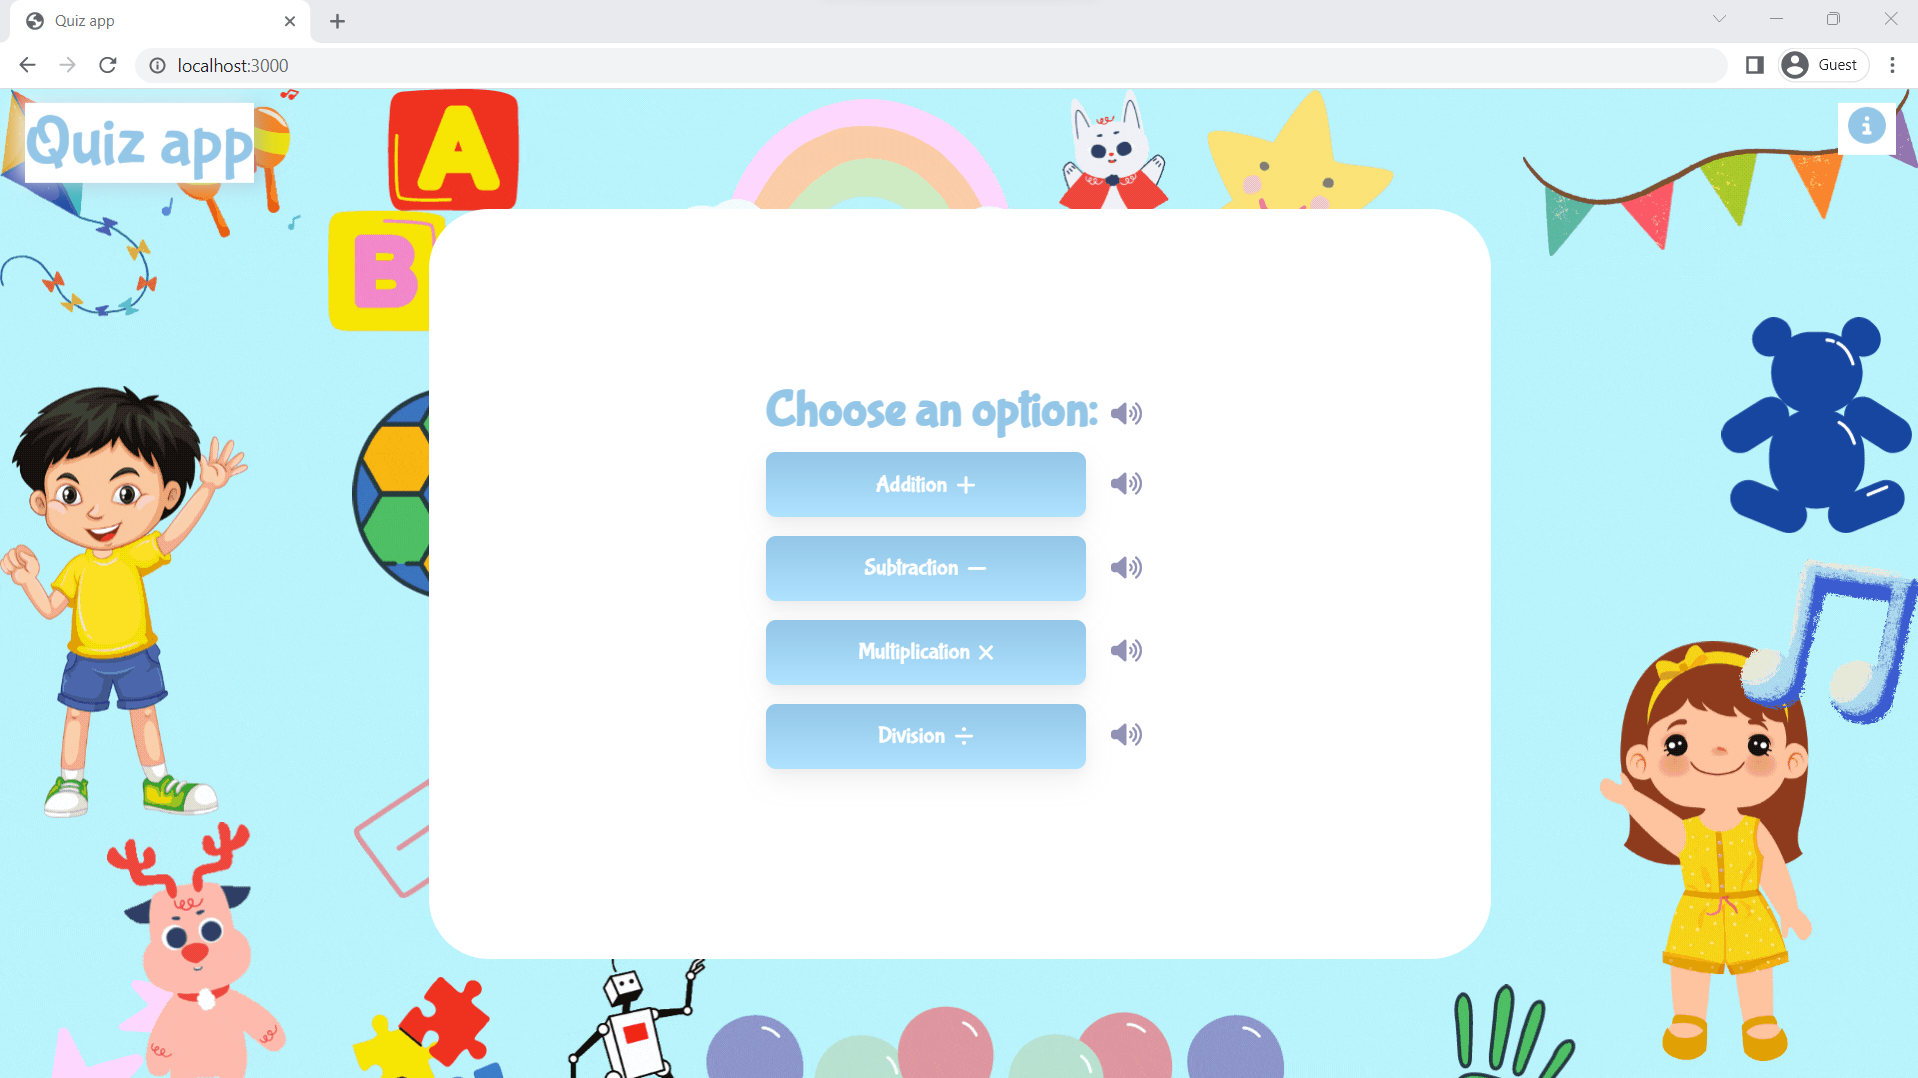 Quiz app
localhost:3000
Guest
Quiz app
A
B
Choose an option:
Addition +
Subtraction −
Multiplication ×
Division ÷